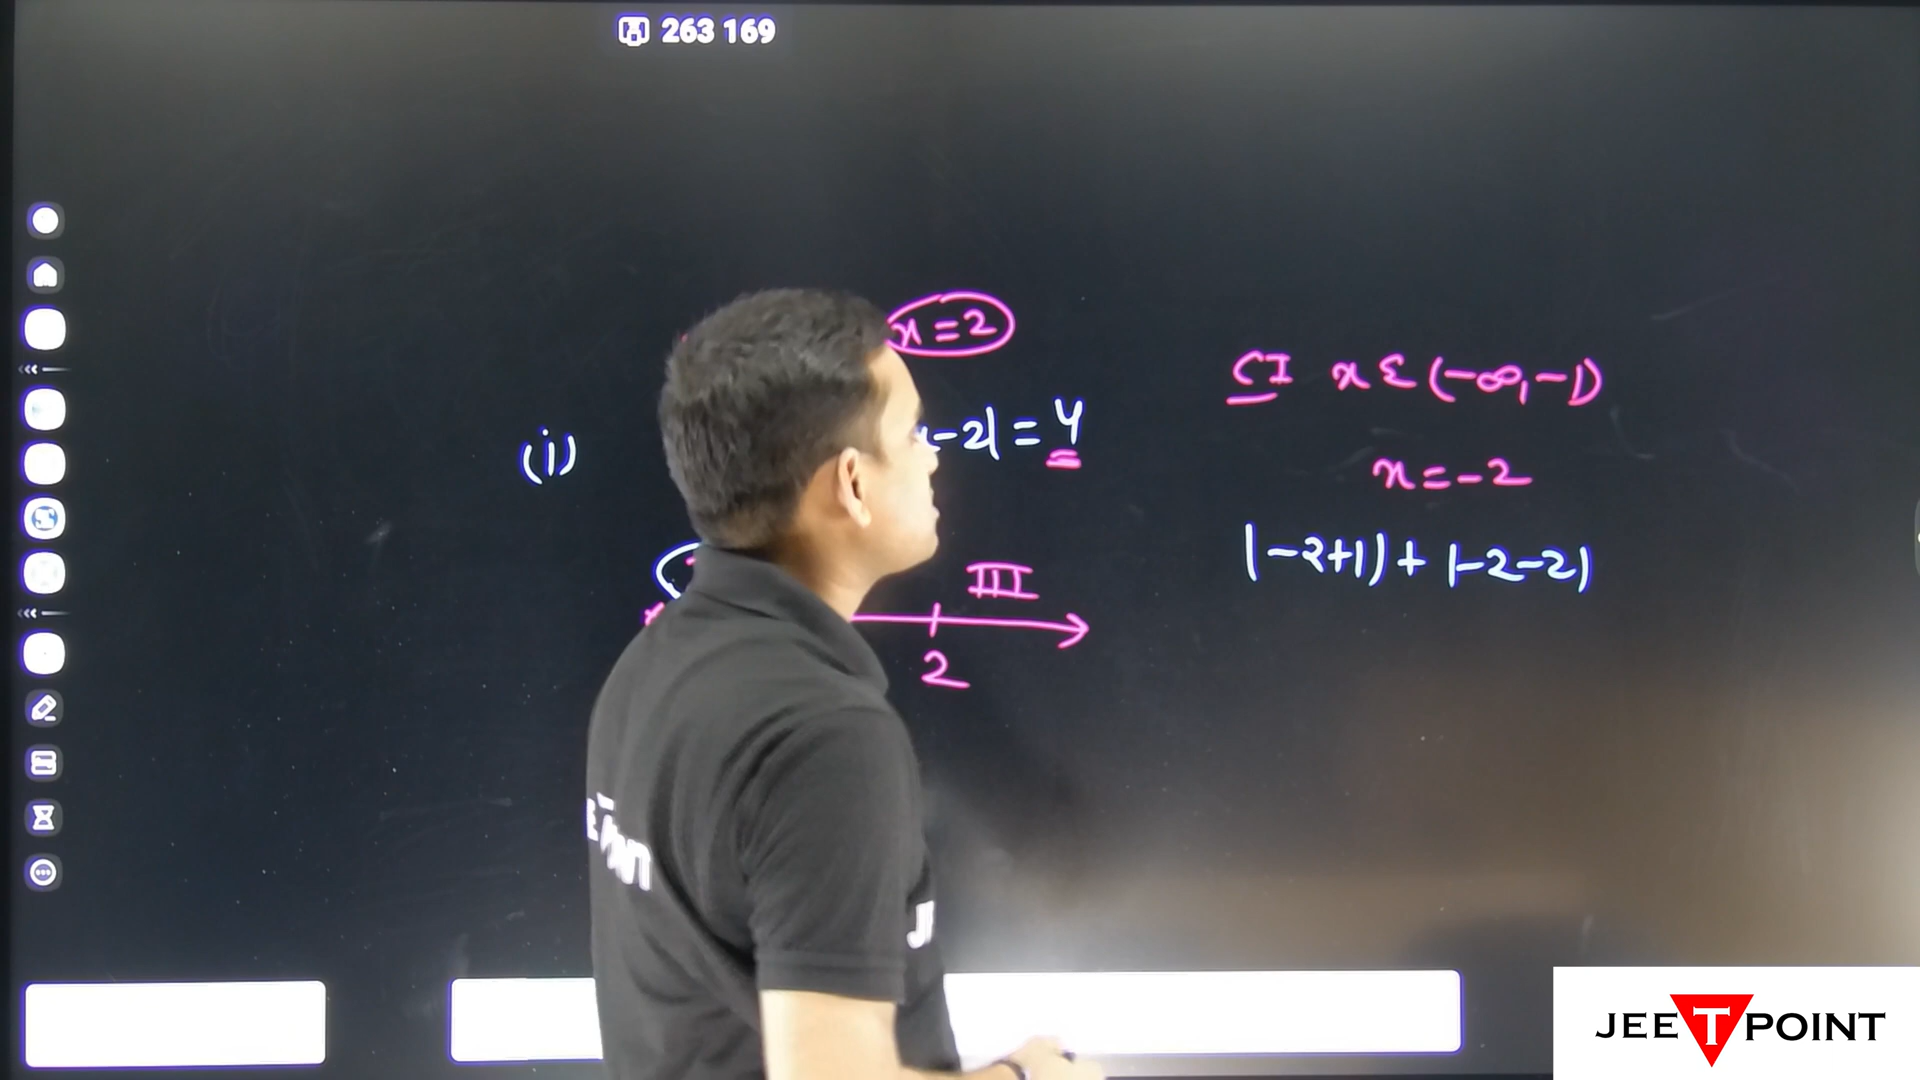 263 169
x = 2
(i) -2| = 4
III
2
CI x ε (-∞, -1)
x = -2
|-2+1| + |-2-2|
JEE T POINT